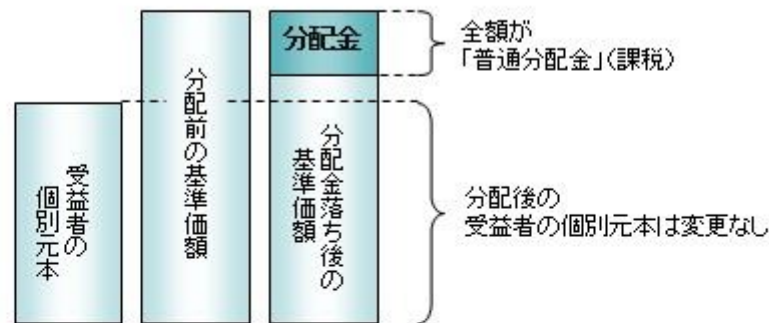 受益者の
個別元本
分配前の基準価額
分配金
分配金落ち後の
基準価額
全額が
「普通分配金」(課税)
分配後の
受益者の個別元本は変更なし